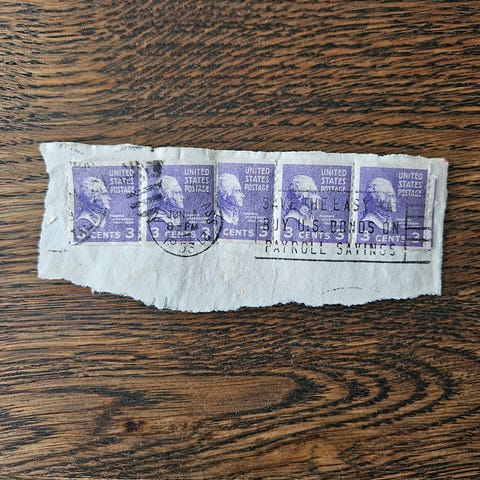 UNITED STATES POSTAGE
UNITED STATES POSTAGE
UNITED STATES POSTAGE
UNITED STATES POSTAGE
UNITED STATES POSTAGE
CENTS 3
3 CENTS 3
3 CENTS 3
3 CENTS 3
CENTS 3
JUN
PM
SAVE THE EASY
BUY U.S. BONDS ON
PAYROLL SAVINGS